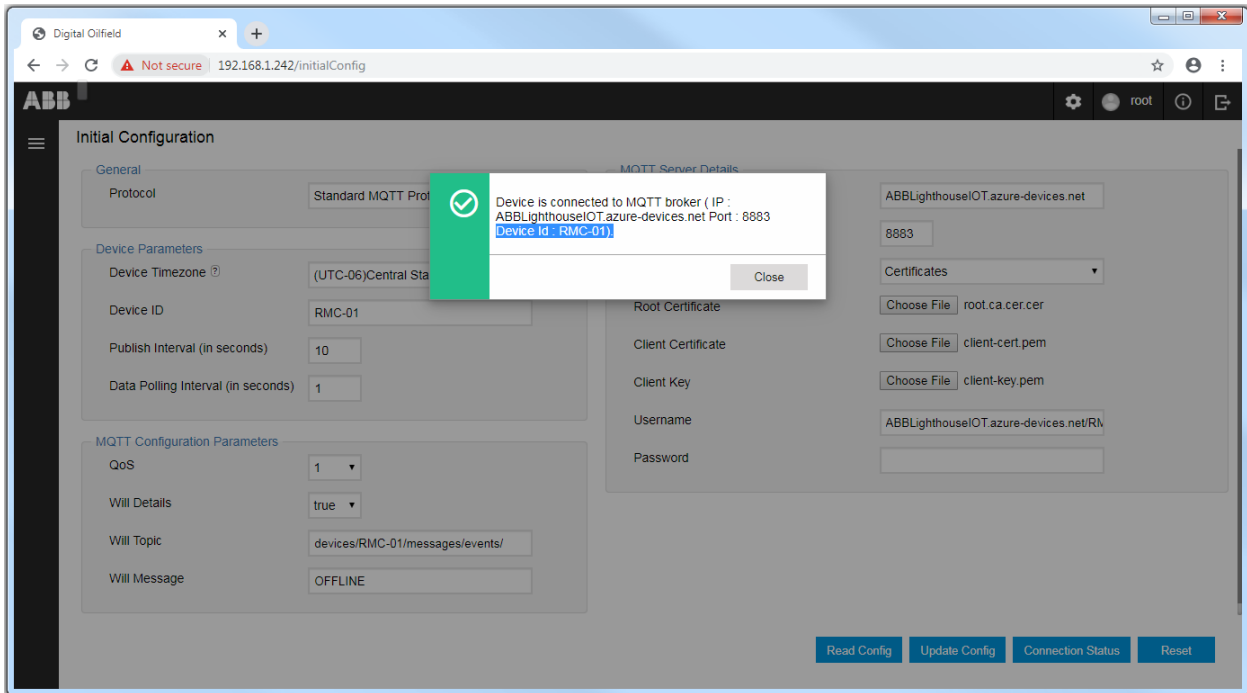 Digital Oilfield
Not secure 192.168.1.242/initialConfig
ABB
root
Initial Configuration
General
Protocol
Standard MQTT
Device Parameters
Device Timezone
(UTC-06)Central
Device ID
RMC-01
Publish Interval (in seconds)
10
Data Polling Interval (in seconds)
1
MQTT Configuration Parameters
QoS
1
Will Details
true
Will Topic
devices/RMC-01/messages/events/
Will Message
OFFLINE
Device is connected to MQTT broker ( IP :
ABBLighthouseIOT.azure-devices.net Port : 8883
Device Id : RMC-01).
Close
MQTT Server Details
ABBLighthouseIOT.azure-devices.net
8883
Certificates
Root Certificate
Choose File root.ca.cer.cer
Client Certificate
Choose File client-cert.pem
Client Key
Choose File client-key.pem
Username
ABBLighthouseIOT.azure-devices.net/RM
Password
Read Config Update Config Connection Status Reset